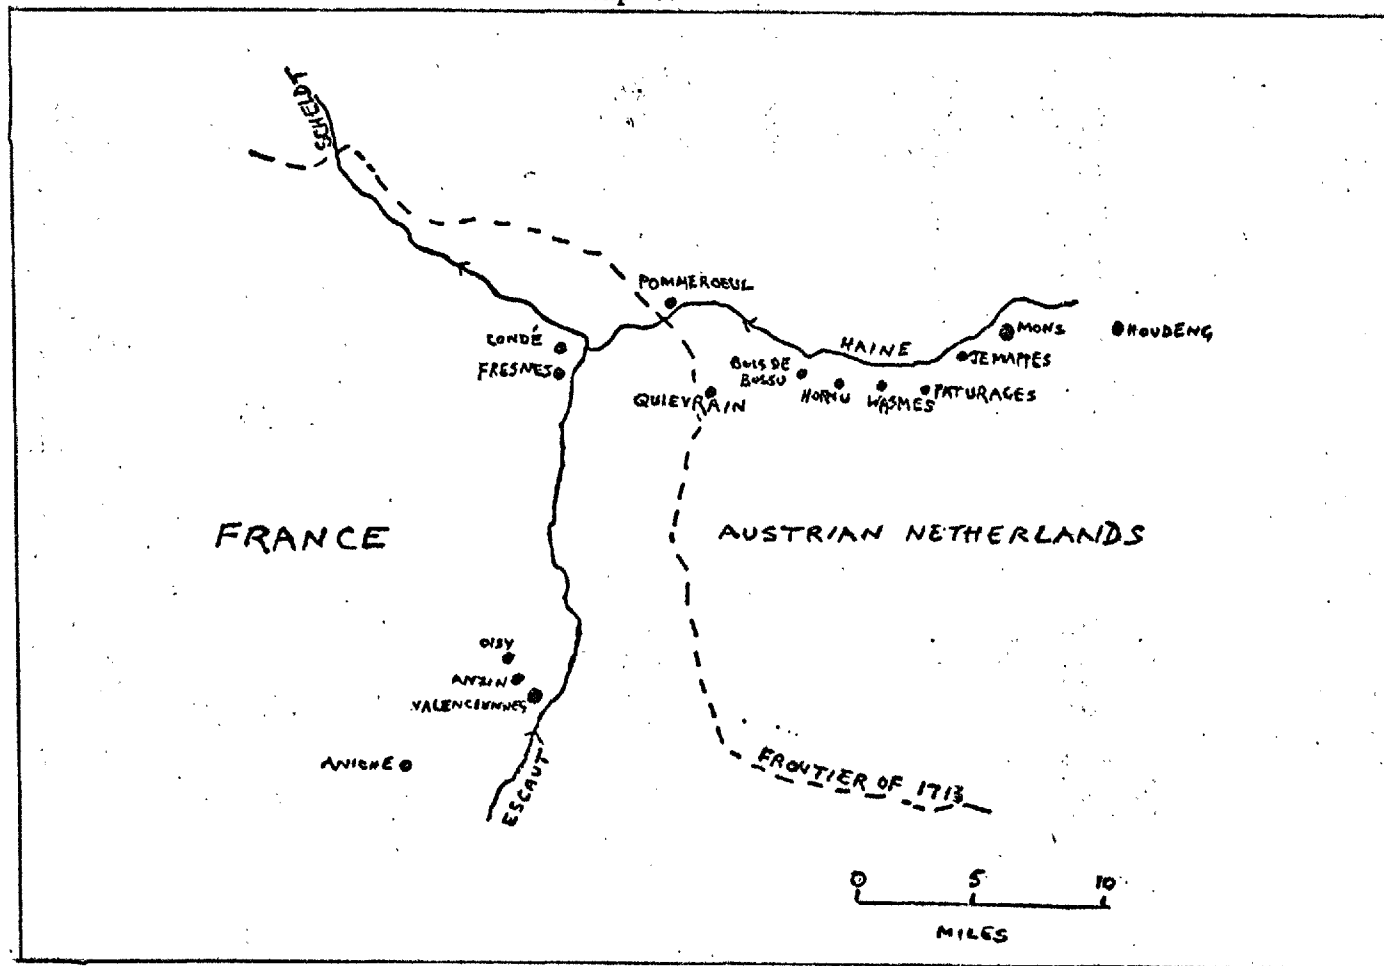 SCHELDT
POMMEROEUL
CONDÉ
FRESNES
HAINE
MONS
HOUDENG
JEMAPPES
BOIS DE
BOSSU
HORNU
WASMES
PATURAGES
QUIEVRAIN
FRANCE
AUSTRIAN NETHERLANDS
OISY
ANZIN
VALENCIENNES
ANICHE
ESCAUT
FRONTIER OF 1713
0 5 10
MILES